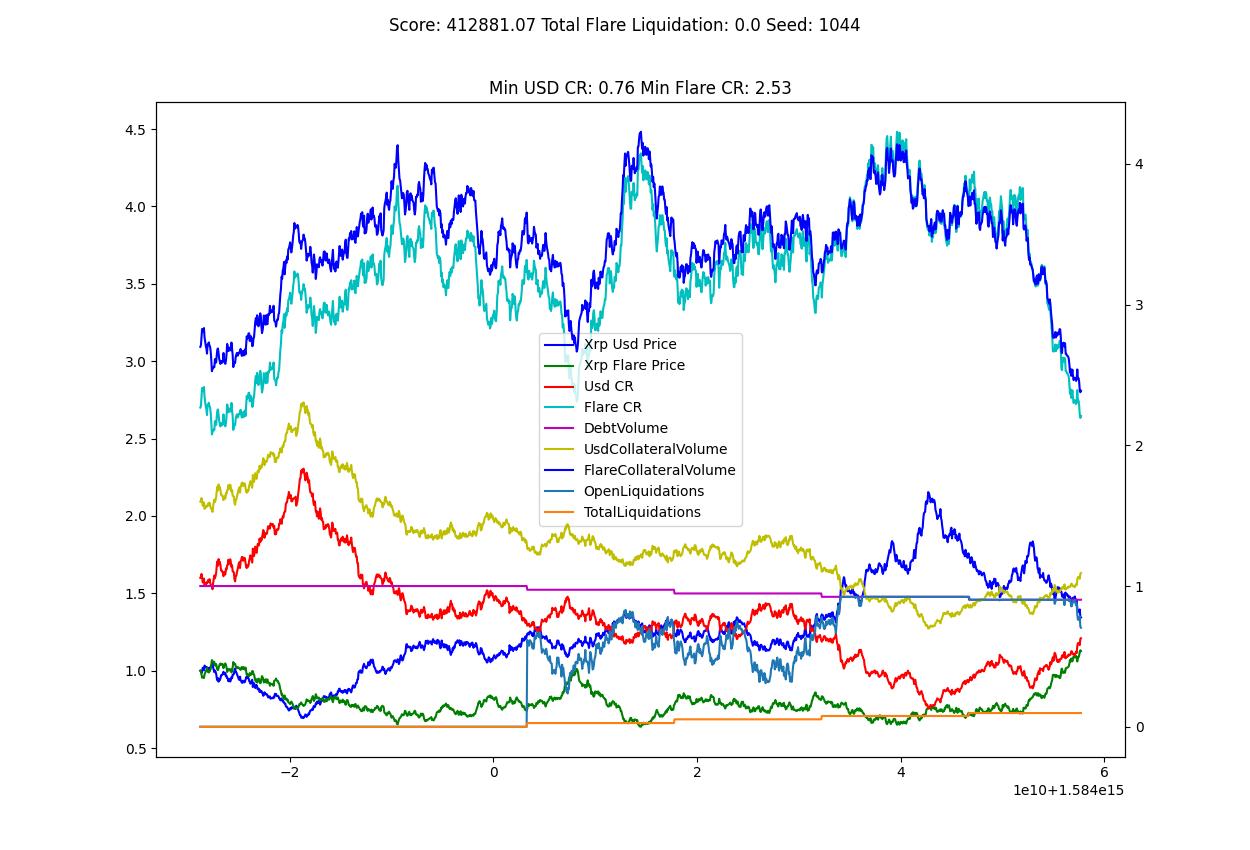 Score: 412881.07 Total Flare Liquidation: 0.0 Seed: 1044
Min USD CR: 0.76 Min Flare CR: 2.53
4.5
4.0
3.5
3.0
2.5
2.0
1.5
1.0
0.5
4
3
2
1
0
Xrp Usd Price
Xrp Flare Price
Usd CR
Flare CR
DebtVolume
UsdCollateralVolume
FlareCollateralVolume
OpenLiquidations
TotalLiquidations
−2 0 2 4 6
1e10+1.584e15